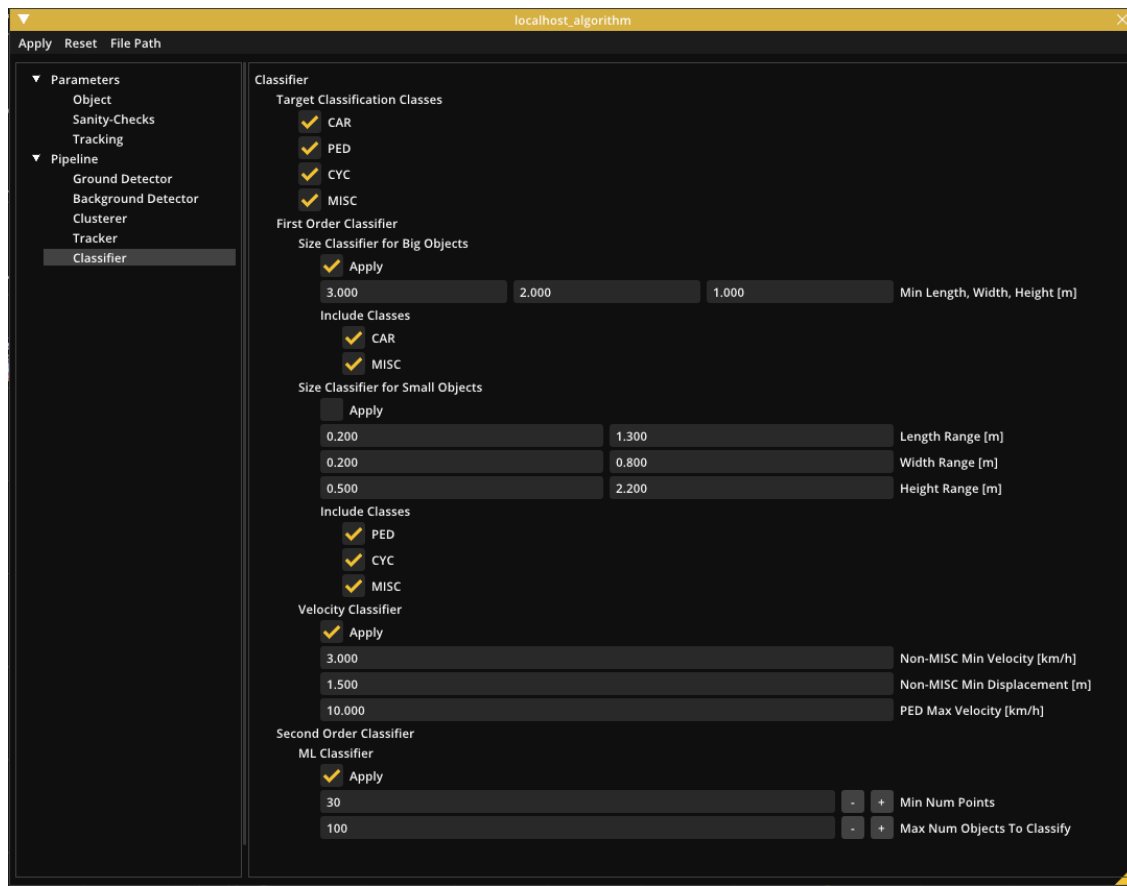 localhost_algorithm
Apply Reset File Path
Parameters
Object
Sanity-Checks
Tracking
Pipeline
Ground Detector
Background Detector
Clusterer
Tracker
Classifier
Classifier
Target Classification Classes
CAR
PED
CYC
MISC
First Order Classifier
Size Classifier for Big Objects
Apply
3.000 2.000 1.000 Min Length, Width, Height [m]
Include Classes
CAR
MISC
Size Classifier for Small Objects
Apply
0.200 1.300 Length Range [m]
0.200 0.800 Width Range [m]
0.500 2.200 Height Range [m]
Include Classes
PED
CYC
MISC
Velocity Classifier
Apply
3.000 Non-MISC Min Velocity [km/h]
1.500 Non-MISC Min Displacement [m]
10.000 PED Max Velocity [km/h]
Second Order Classifier
ML Classifier
Apply
30 - + Min Num Points
100 - + Max Num Objects To Classify